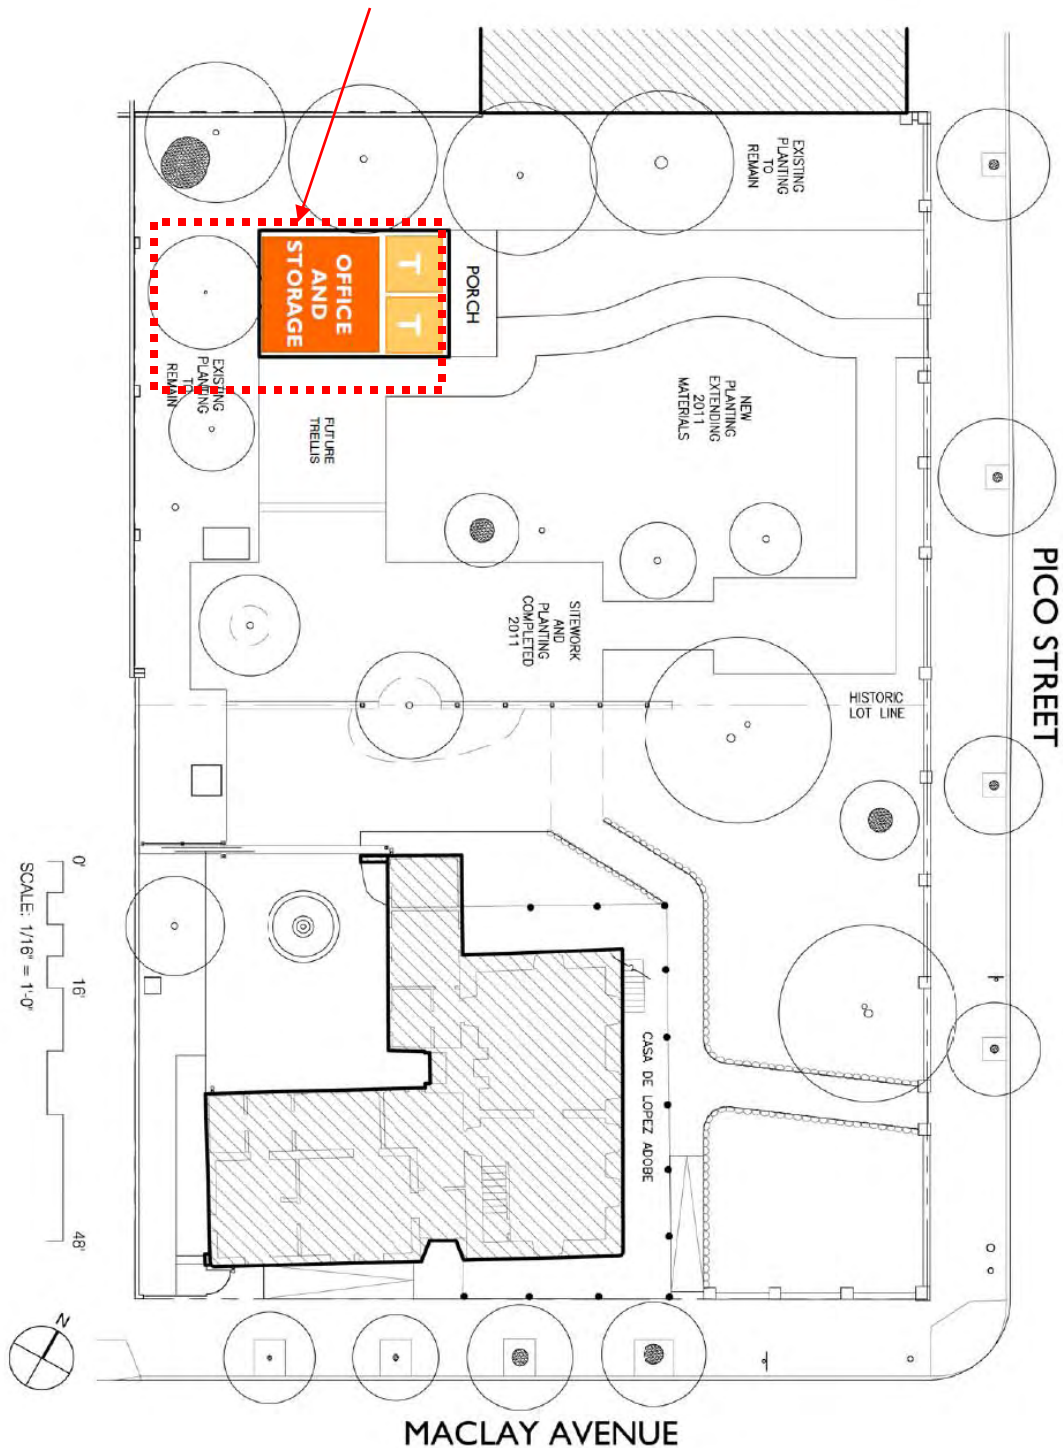 EXISTING
PLANTING
TO
REMAIN
OFFICE
AND
STORAGE
T
T
PORCH
EXISTING
PLANTING
TO
REMAIN
FUTURE
TRELLIS
NEW
PLANTING
EXTENDING
2011
MATERIALS
SITEWORK
AND
PLANTING
COMPLETED
2011
HISTORIC
LOT LINE
PICO STREET
CASA DE LOPEZ ADOBE
0'
16'
48'
SCALE: 1/16" = 1'-0"
N
MACLAY AVENUE